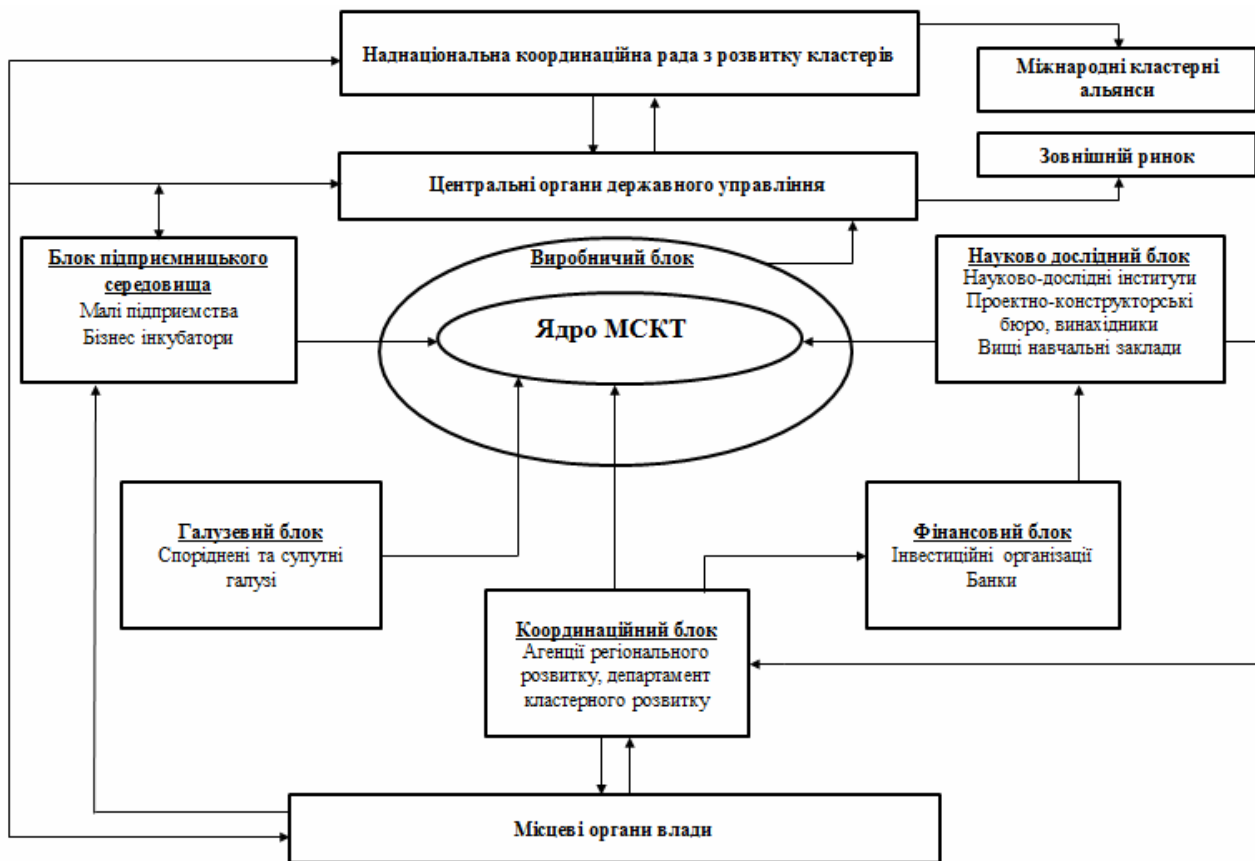 Наднаціональна координаційна рада з розвитку кластерів
Міжнародні кластерні
альянси
Зовнішній ринок
Центральні органи державного управління
Блок підприємницького
середовища
Малі підприємства
Бізнес інкубатори
Виробничий блок
Ядро МСКТ
Науково дослідний блок
Науково-дослідні інститути
Проектно-конструкторські
бюро, винахідники
Вищі навчальні заклади
Галузевий блок
Споріднені та супутні
галузі
Фінансовий блок
Інвестиційні організації
Банки
Координаційний блок
Агенції регіонального
розвитку, департамент
кластерного розвитку
Місцеві органи влади